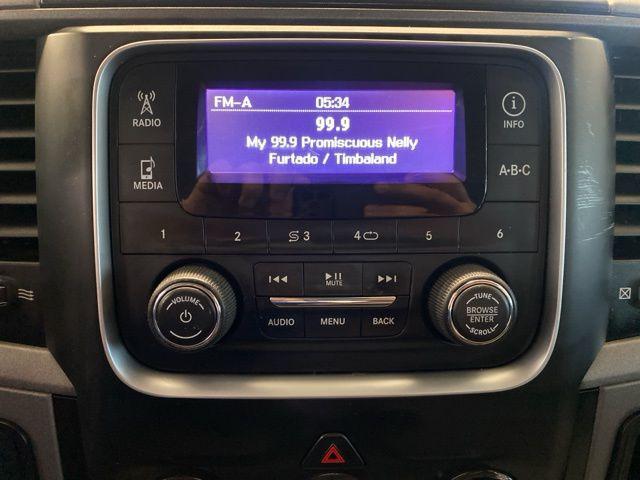 FM-A 05:34
99.9
My 99.9 Promiscuous Nelly
Furtado / Timbaland
RADIO
INFO
MEDIA
A·B·C
1 2 3 4 5 6
MUTE
VOLUME
AUDIO MENU BACK
TUNE
BROWSE
ENTER
SCROLL